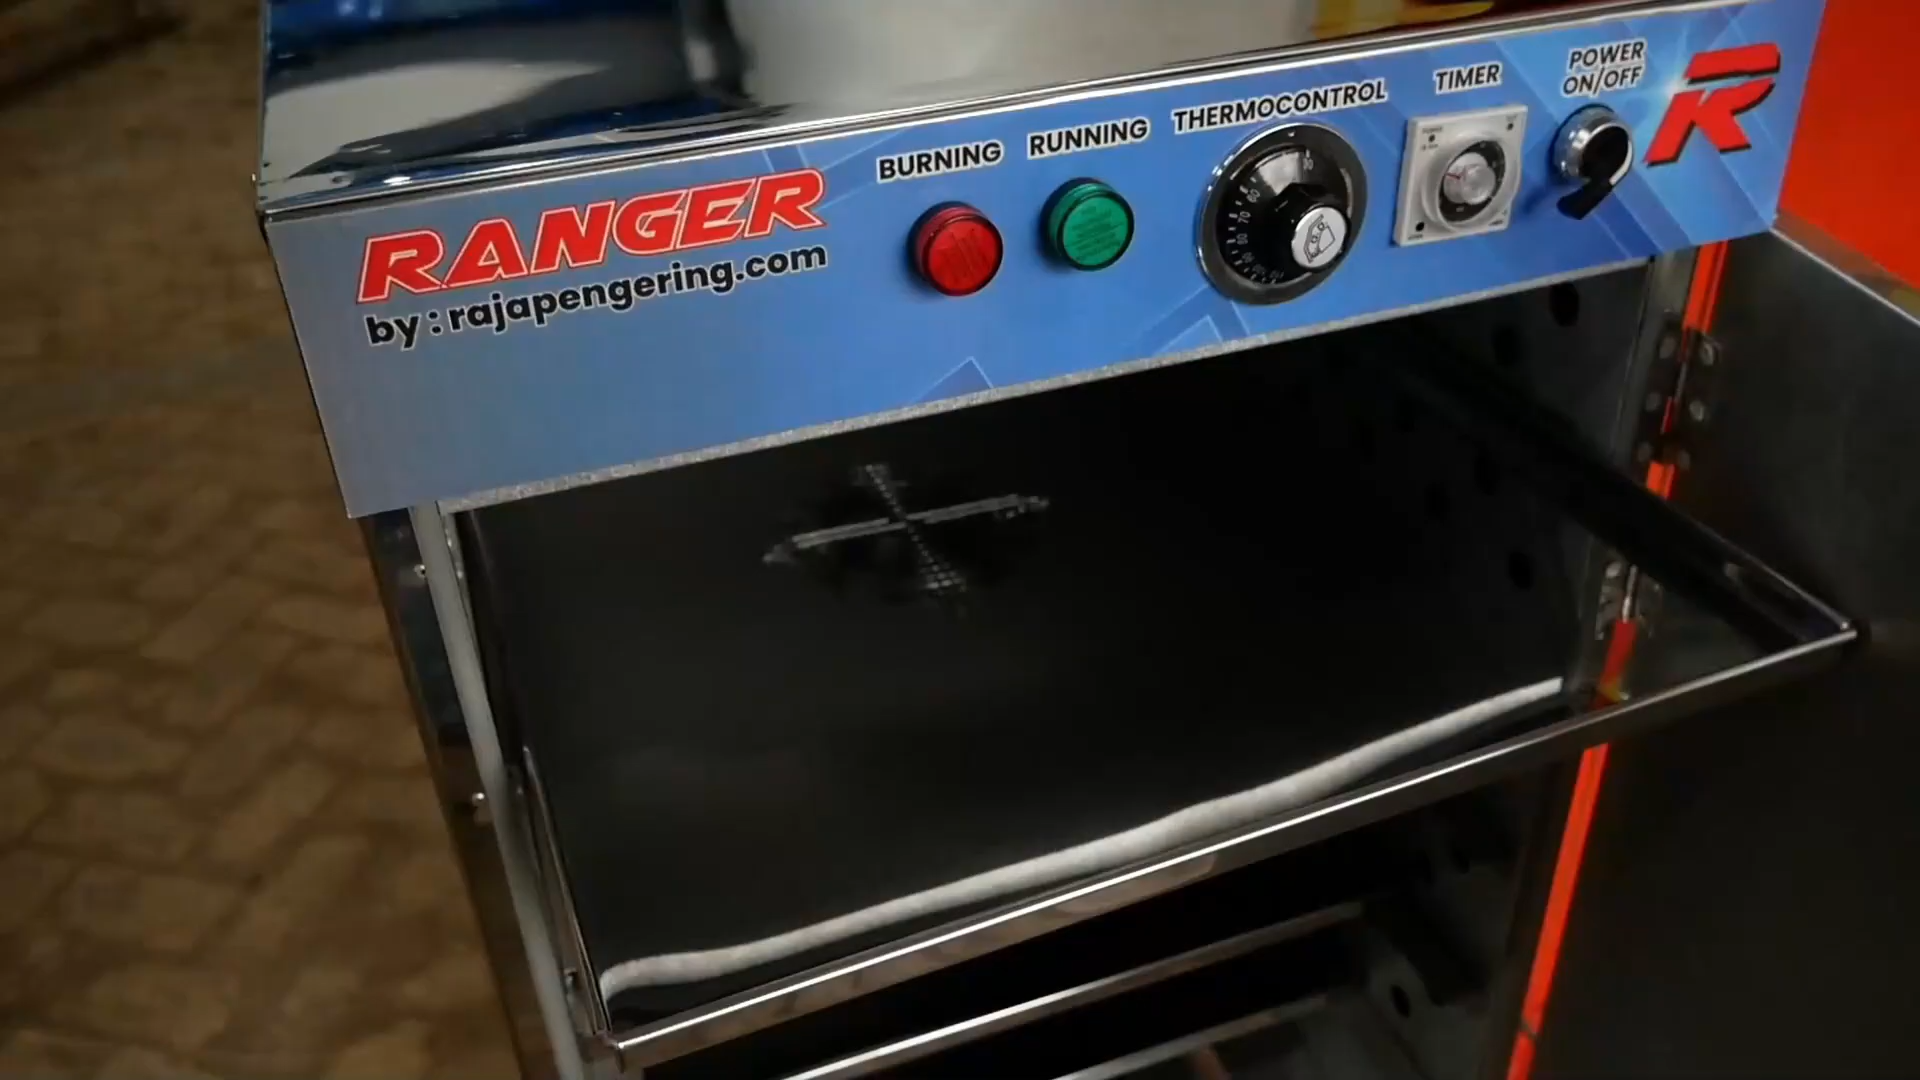 RANGER
by : rajapengering.com
BURNING
RUNNING
THERMOCONTROL
TIMER
POWER
ON/OFF
R